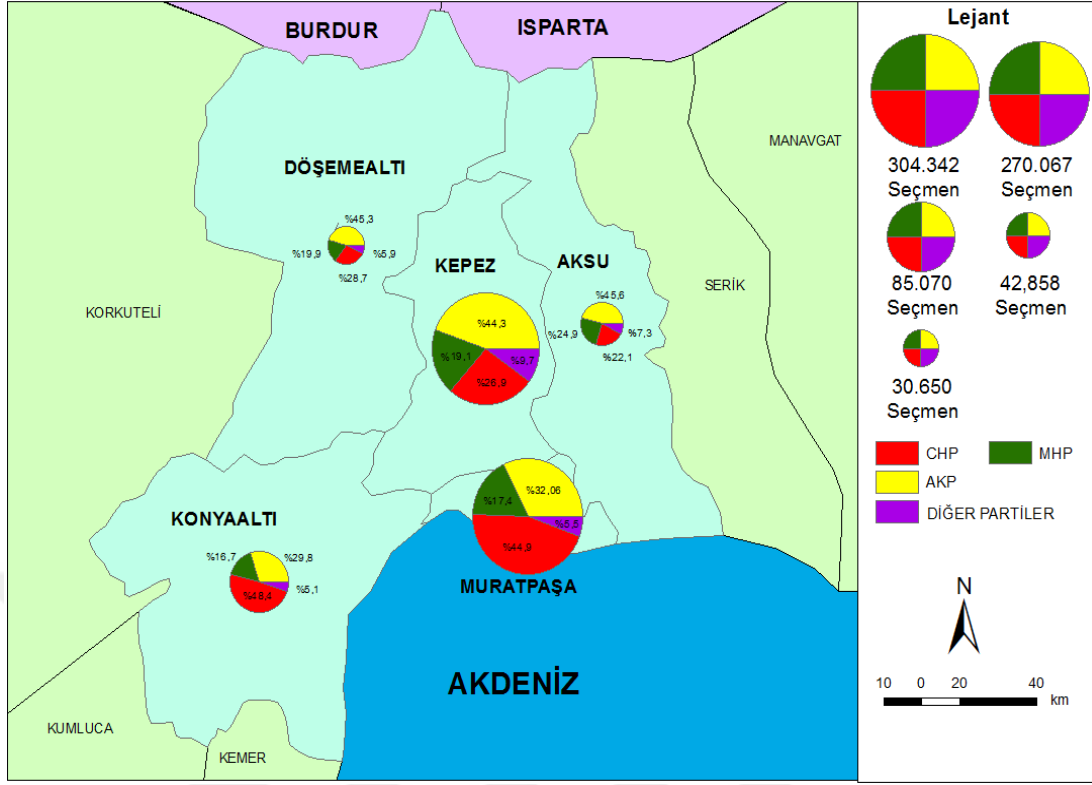 BURDUR
ISPARTA
MANAVGAT
DÖŞEMEALTI
%45,3
%19,9
%5,9
%28,7
KEPEZ
AKSU
%44,3
%19,1
%9,7
%26,9
%45,6
%24,9
%7,3
%22,1
SERİK
KORKUTELİ
%32,06
%17,4
%5,5
%44,9
MURATPAŞA
KONYAALTI
%16,7
%29,8
%5,1
%48,4
AKDENİZ
KUMLUCA
KEMER
Lejant
304.342
Seçmen
270.067
Seçmen
85.070
Seçmen
42,858
Seçmen
30.650
Seçmen
CHP
MHP
AKP
DİĞER PARTİLER
N
10 0 20 40
km